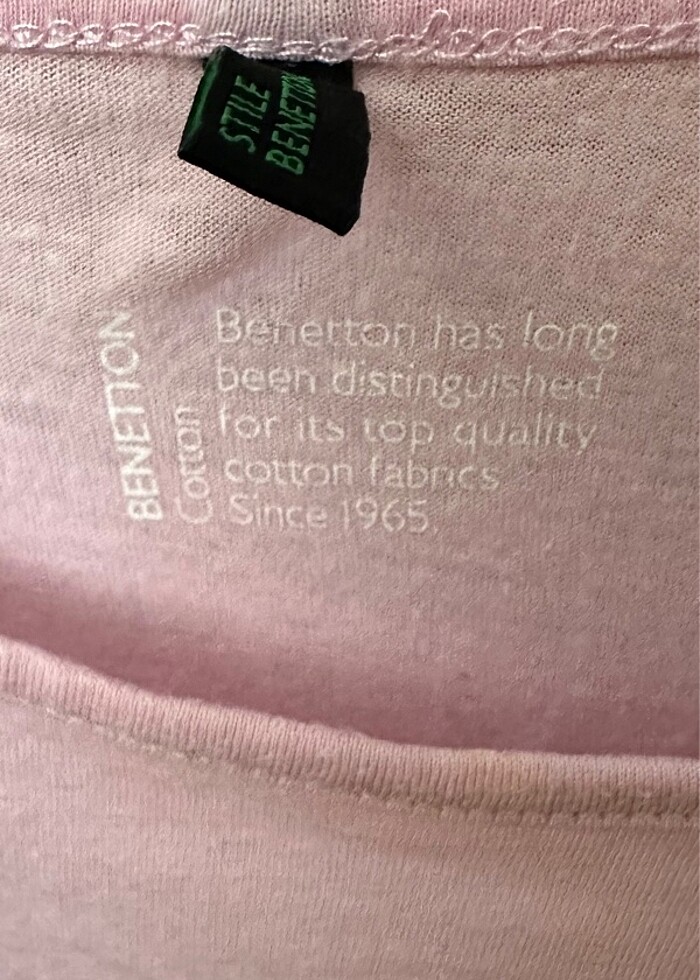 STILE
BENETTON
BENETTON
Cotton
Benetton has long
been distinguished
for its top quality
cotton fabrics
Since 1965.